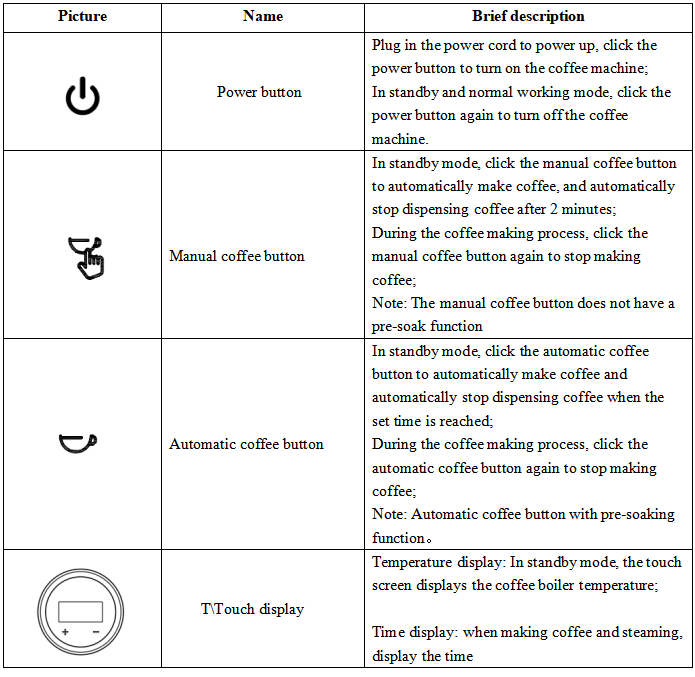 Picture
Name
Brief description
Power button
Plug in the power cord to power up, click the
power button to turn on the coffee machine;
In standby and normal working mode, click the
power button again to turn off the coffee
machine.
Manual coffee button
In standby mode, click the manual coffee button
to automatically make coffee, and automatically
stop dispensing coffee after 2 minutes;
During the coffee making process, click the
manual coffee button again to stop making
coffee;
Note: The manual coffee button does not have a
pre-soak function
Automatic coffee button
In standby mode, click the automatic coffee
button to automatically make coffee and
automatically stop dispensing coffee when the
set time is reached;
During the coffee making process, click the
automatic coffee button again to stop making
coffee;
Note: Automatic coffee button with pre-soaking
function。
+ −
T\Touch display
Temperature display: In standby mode, the touch
screen displays the coffee boiler temperature;
Time display: when making coffee and steaming,
display the time